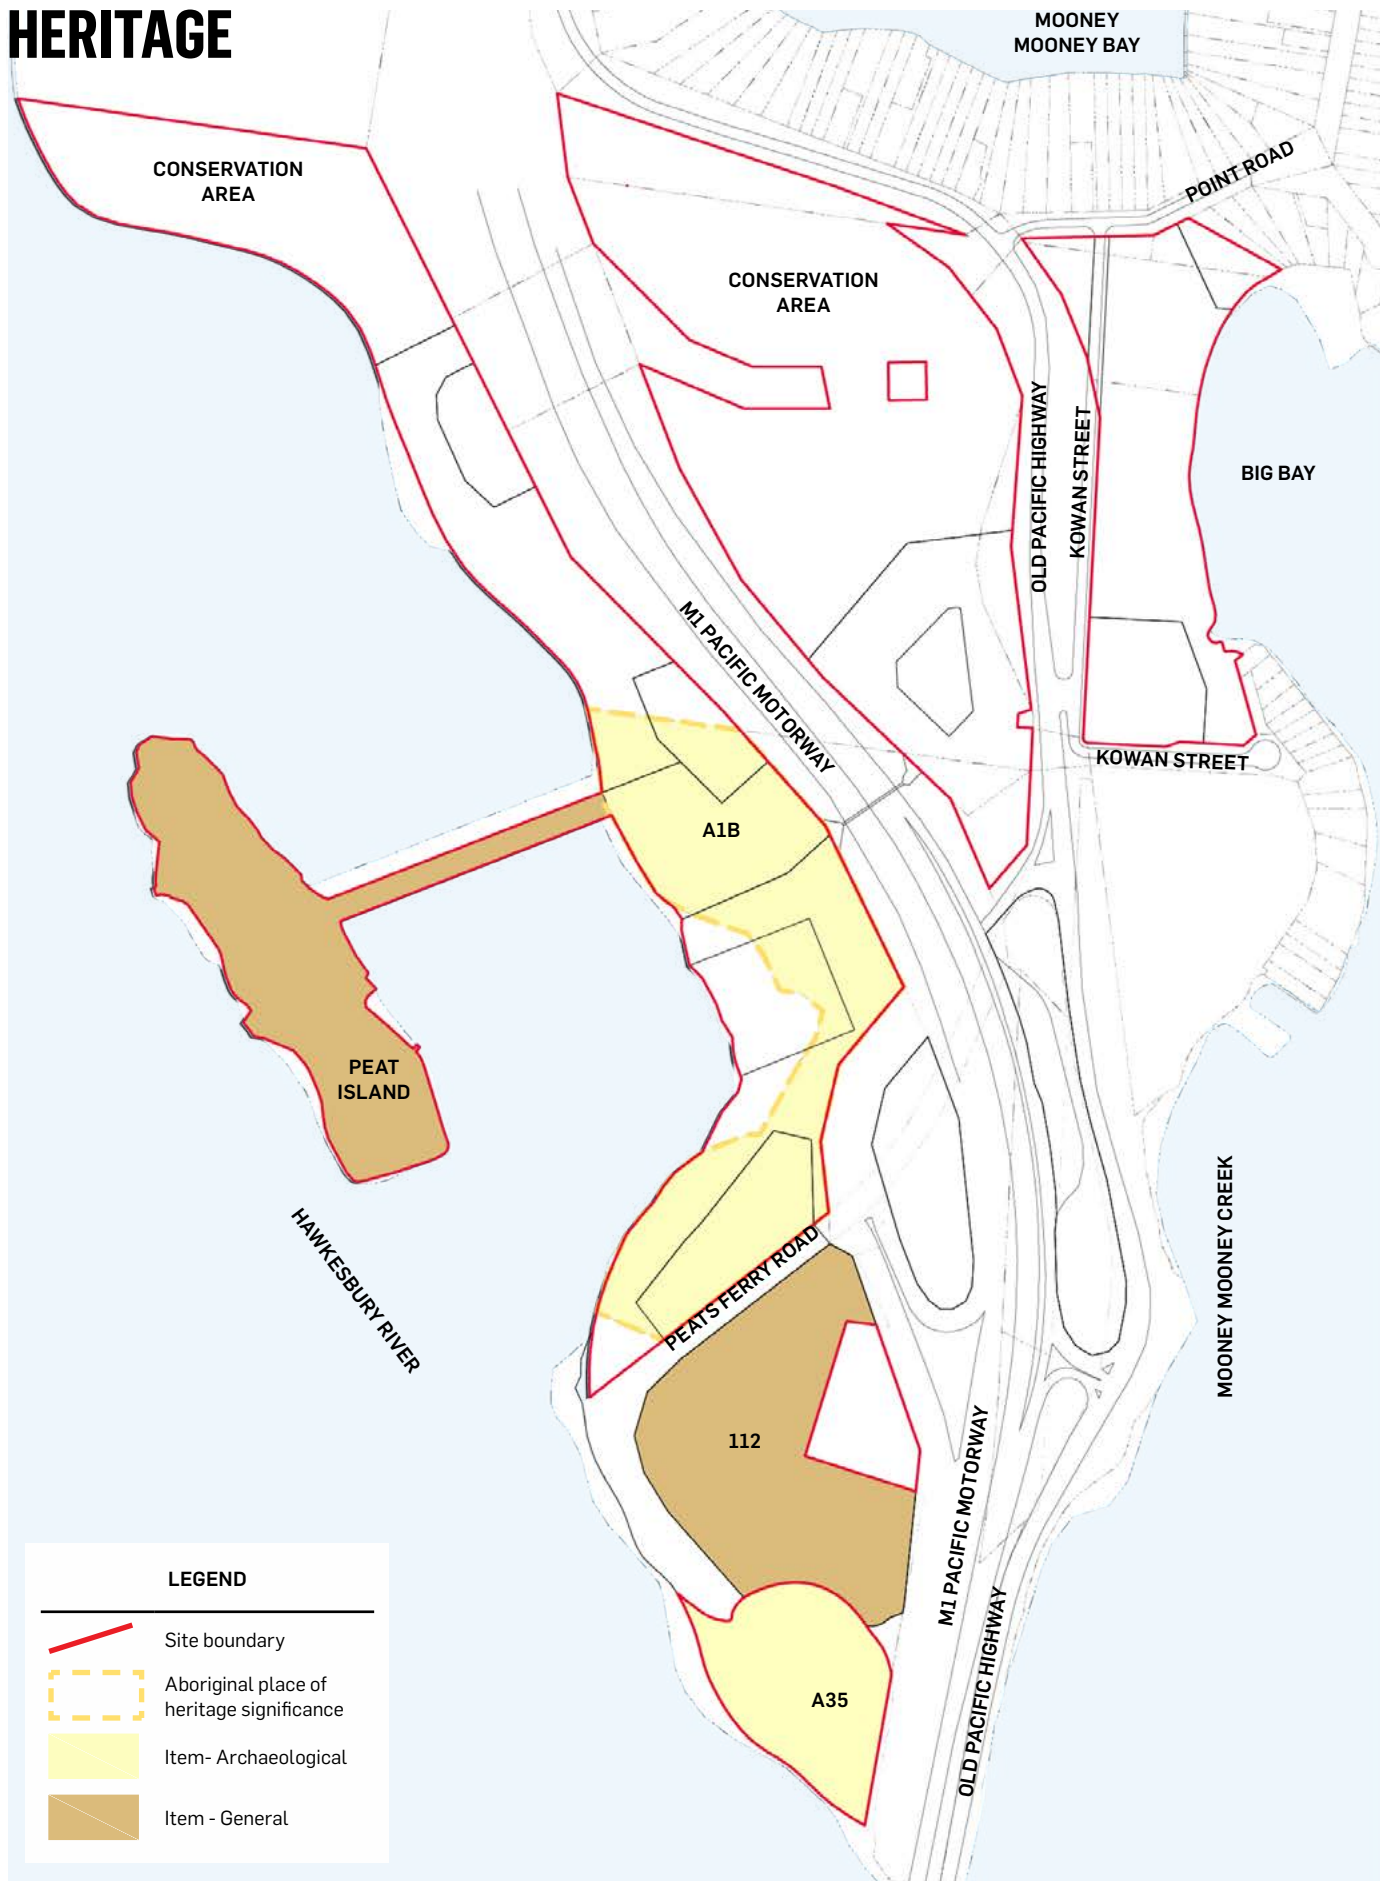 HERITAGE
MOONEY
MOONEY BAY
POINT ROAD
CONSERVATION
AREA
CONSERVATION
AREA
OLD PACIFIC HIGHWAY
KOWAN STREET
BIG BAY
M1 PACIFIC MOTORWAY
KOWAN STREET
A1B
PEAT
ISLAND
HAWKESBURY RIVER
MOONEY MOONEY CREEK
PEATS FERRY ROAD
112
M1 PACIFIC MOTORWAY
OLD PACIFIC HIGHWAY
A35
LEGEND
Site boundary
Aboriginal place of
heritage significance
Item- Archaeological
Item - General